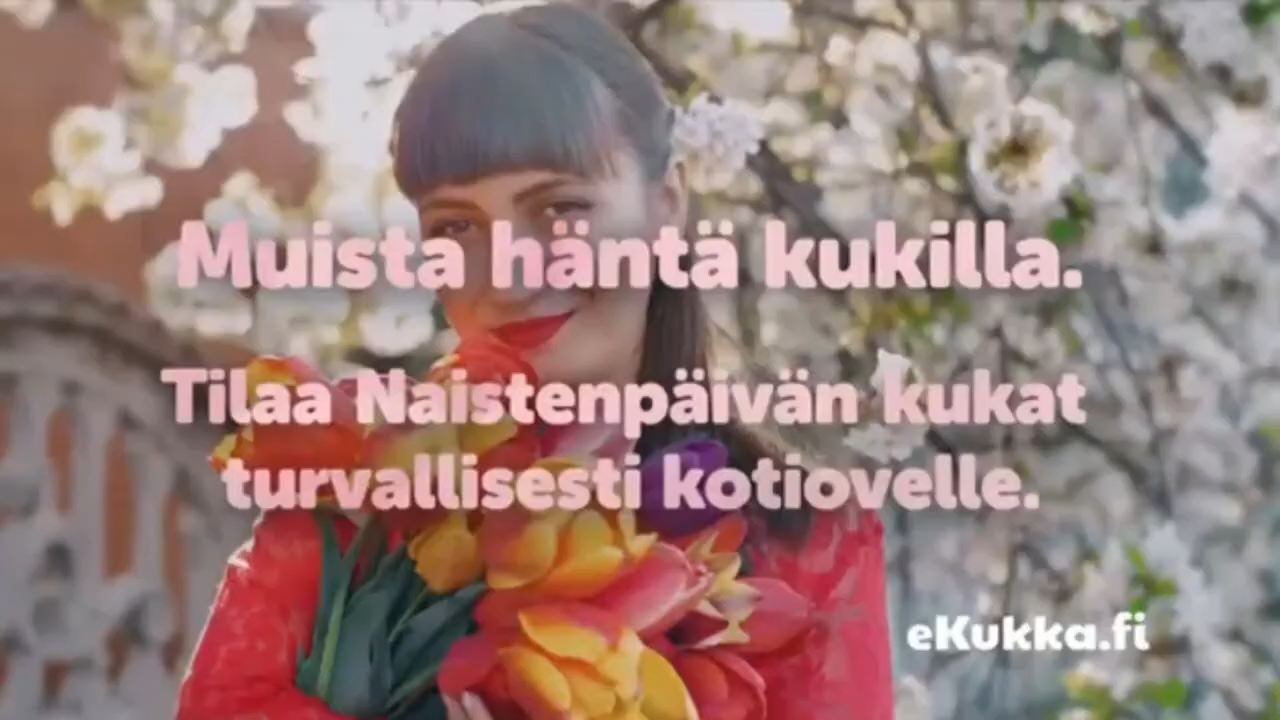 Muista häntä kukilla.
Tilaa Naistenpäivän kukat
turvallisesti kotiovelle.
eKukka.fi